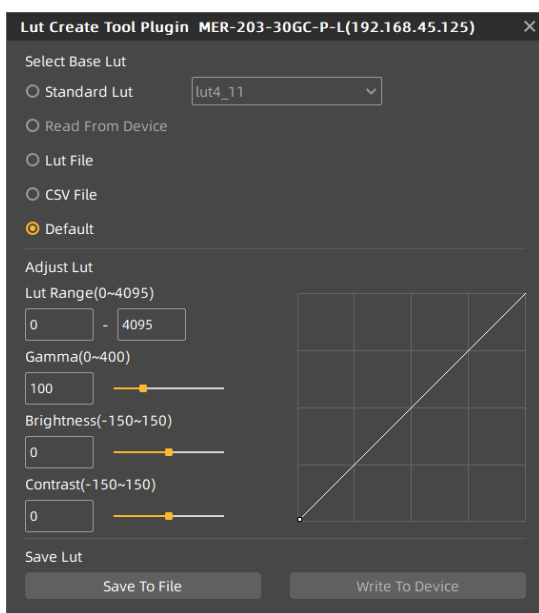 Lut Create Tool Plugin MER-203-30GC-P-L(192.168.45.125)
Select Base Lut
Standard Lut lut4_11
Read From Device
Lut File
CSV File
Default
Adjust Lut
Lut Range(0~4095)
0 - 4095
Gamma(0~400)
100
Brightness(-150~150)
0
Contrast(-150~150)
0
Save Lut
Save To File Write To Device